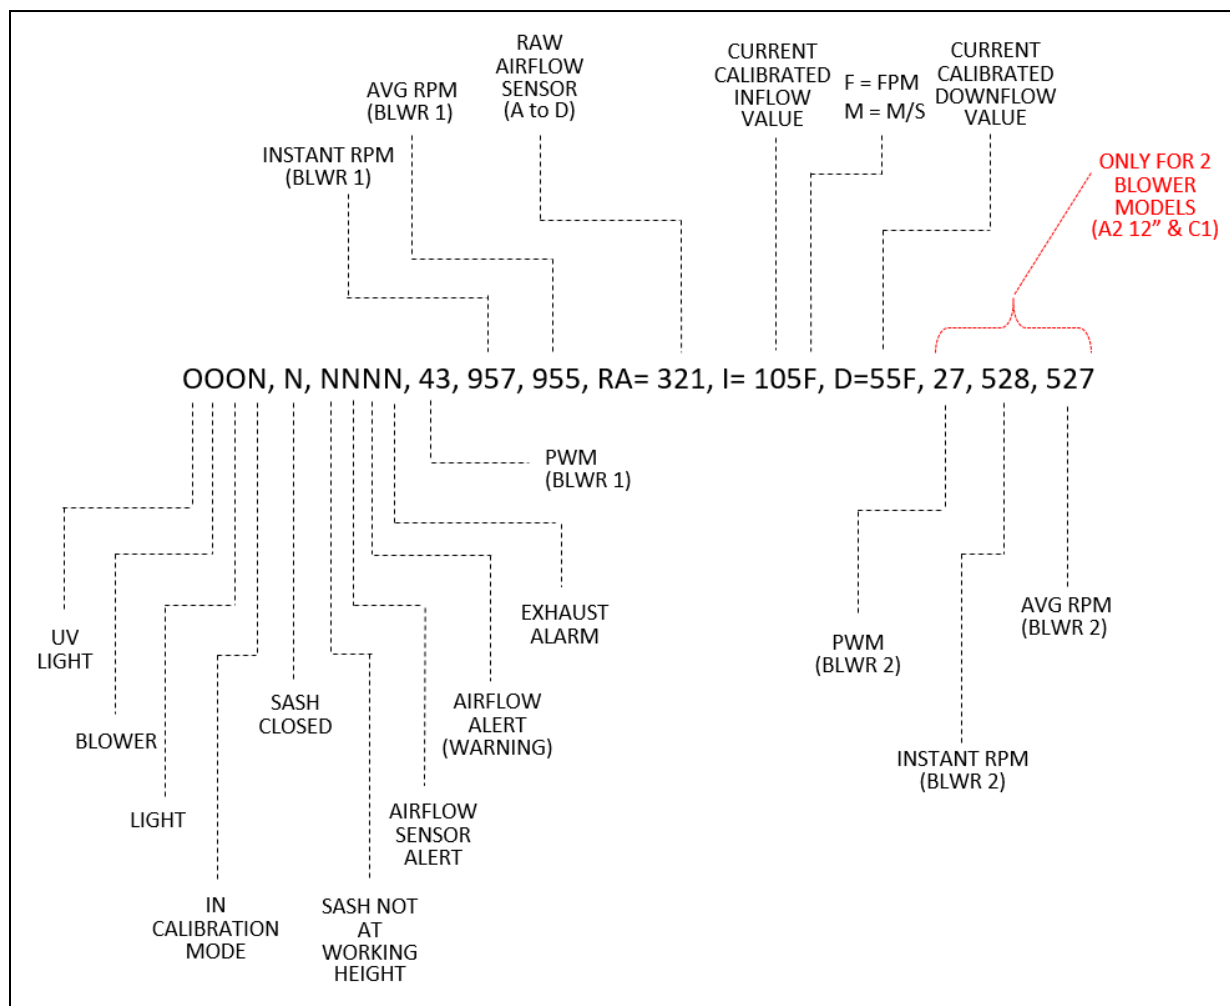 RAW
AIRFLOW
SENSOR
(A to D)
AVG RPM
(BLWR 1)
INSTANT RPM
(BLWR 1)
CURRENT
CALIBRATED
INFLOW
VALUE
F = FPM
M = M/S
CURRENT
CALIBRATED
DOWNFLOW
VALUE
ONLY FOR 2
BLOWER
MODELS
(A2 12” & C1)
OOON, N, NNNN, 43, 957, 955, RA= 321, I= 105F, D=55F, 27, 528, 527
PWM
(BLWR 1)
UV
LIGHT
BLOWER
LIGHT
IN
CALIBRATION
MODE
SASH
CLOSED
SASH NOT
AT
WORKING
HEIGHT
AIRFLOW
SENSOR
ALERT
AIRFLOW
ALERT
(WARNING)
EXHAUST
ALARM
PWM
(BLWR 2)
INSTANT RPM
(BLWR 2)
AVG RPM
(BLWR 2)